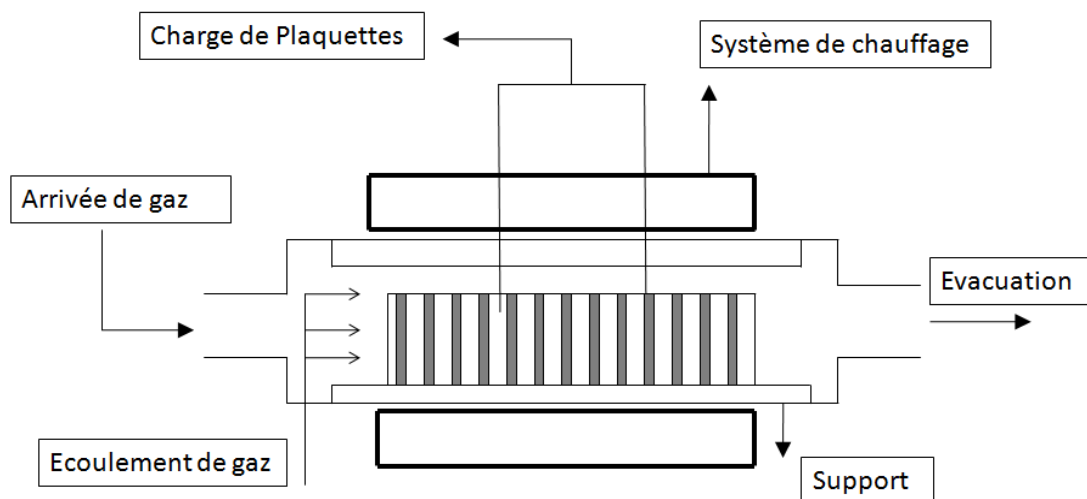 Charge de Plaquettes
Système de chauffage
Arrivée de gaz
Evacuation
Ecoulement de gaz
Support